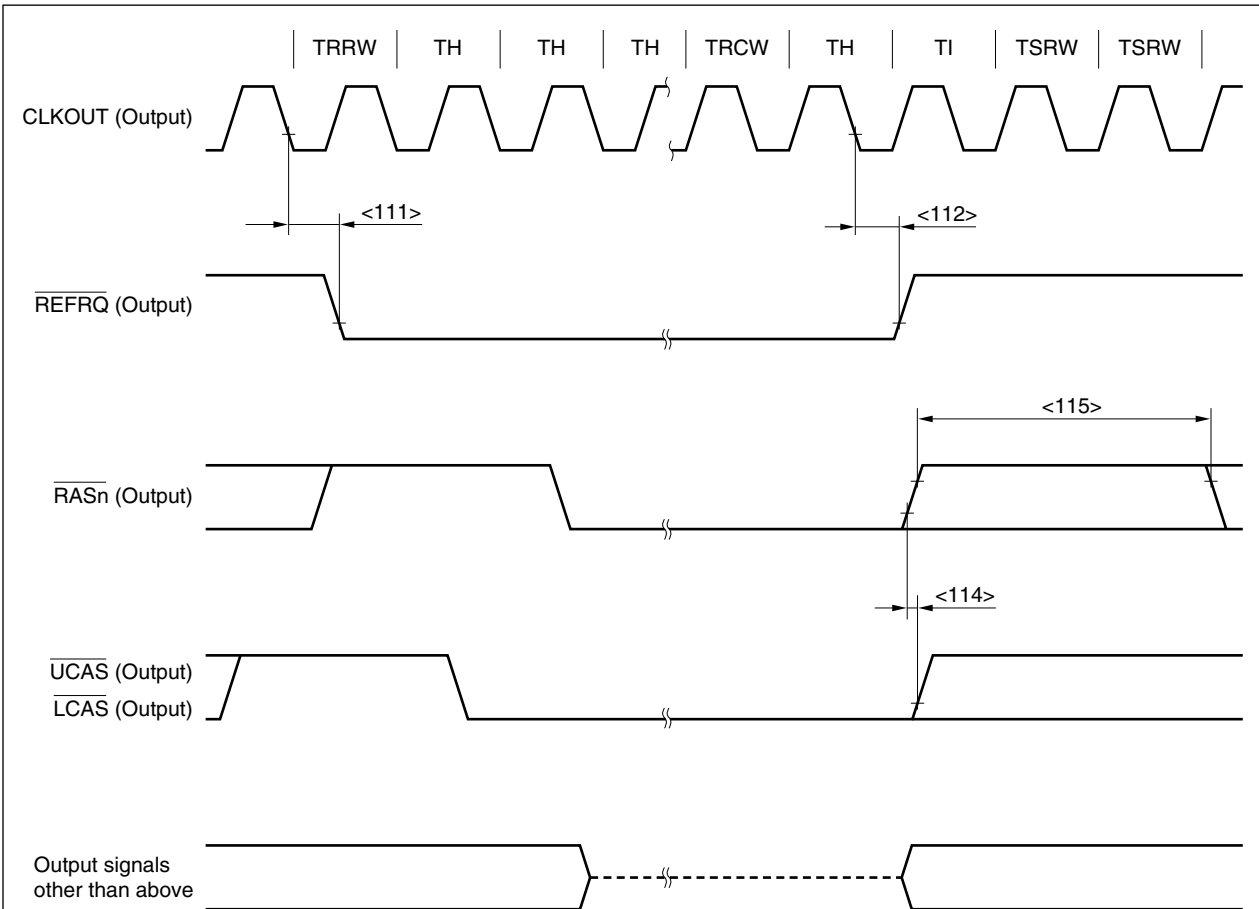 TRRW TH TH TH TRCW TH TI TSRW TSRW
CLKOUT (Output)
<111> <112>
REFRQ (Output)
<115>
RASn (Output)
<114>
UCAS (Output)
LCAS (Output)
Output signals
other than above